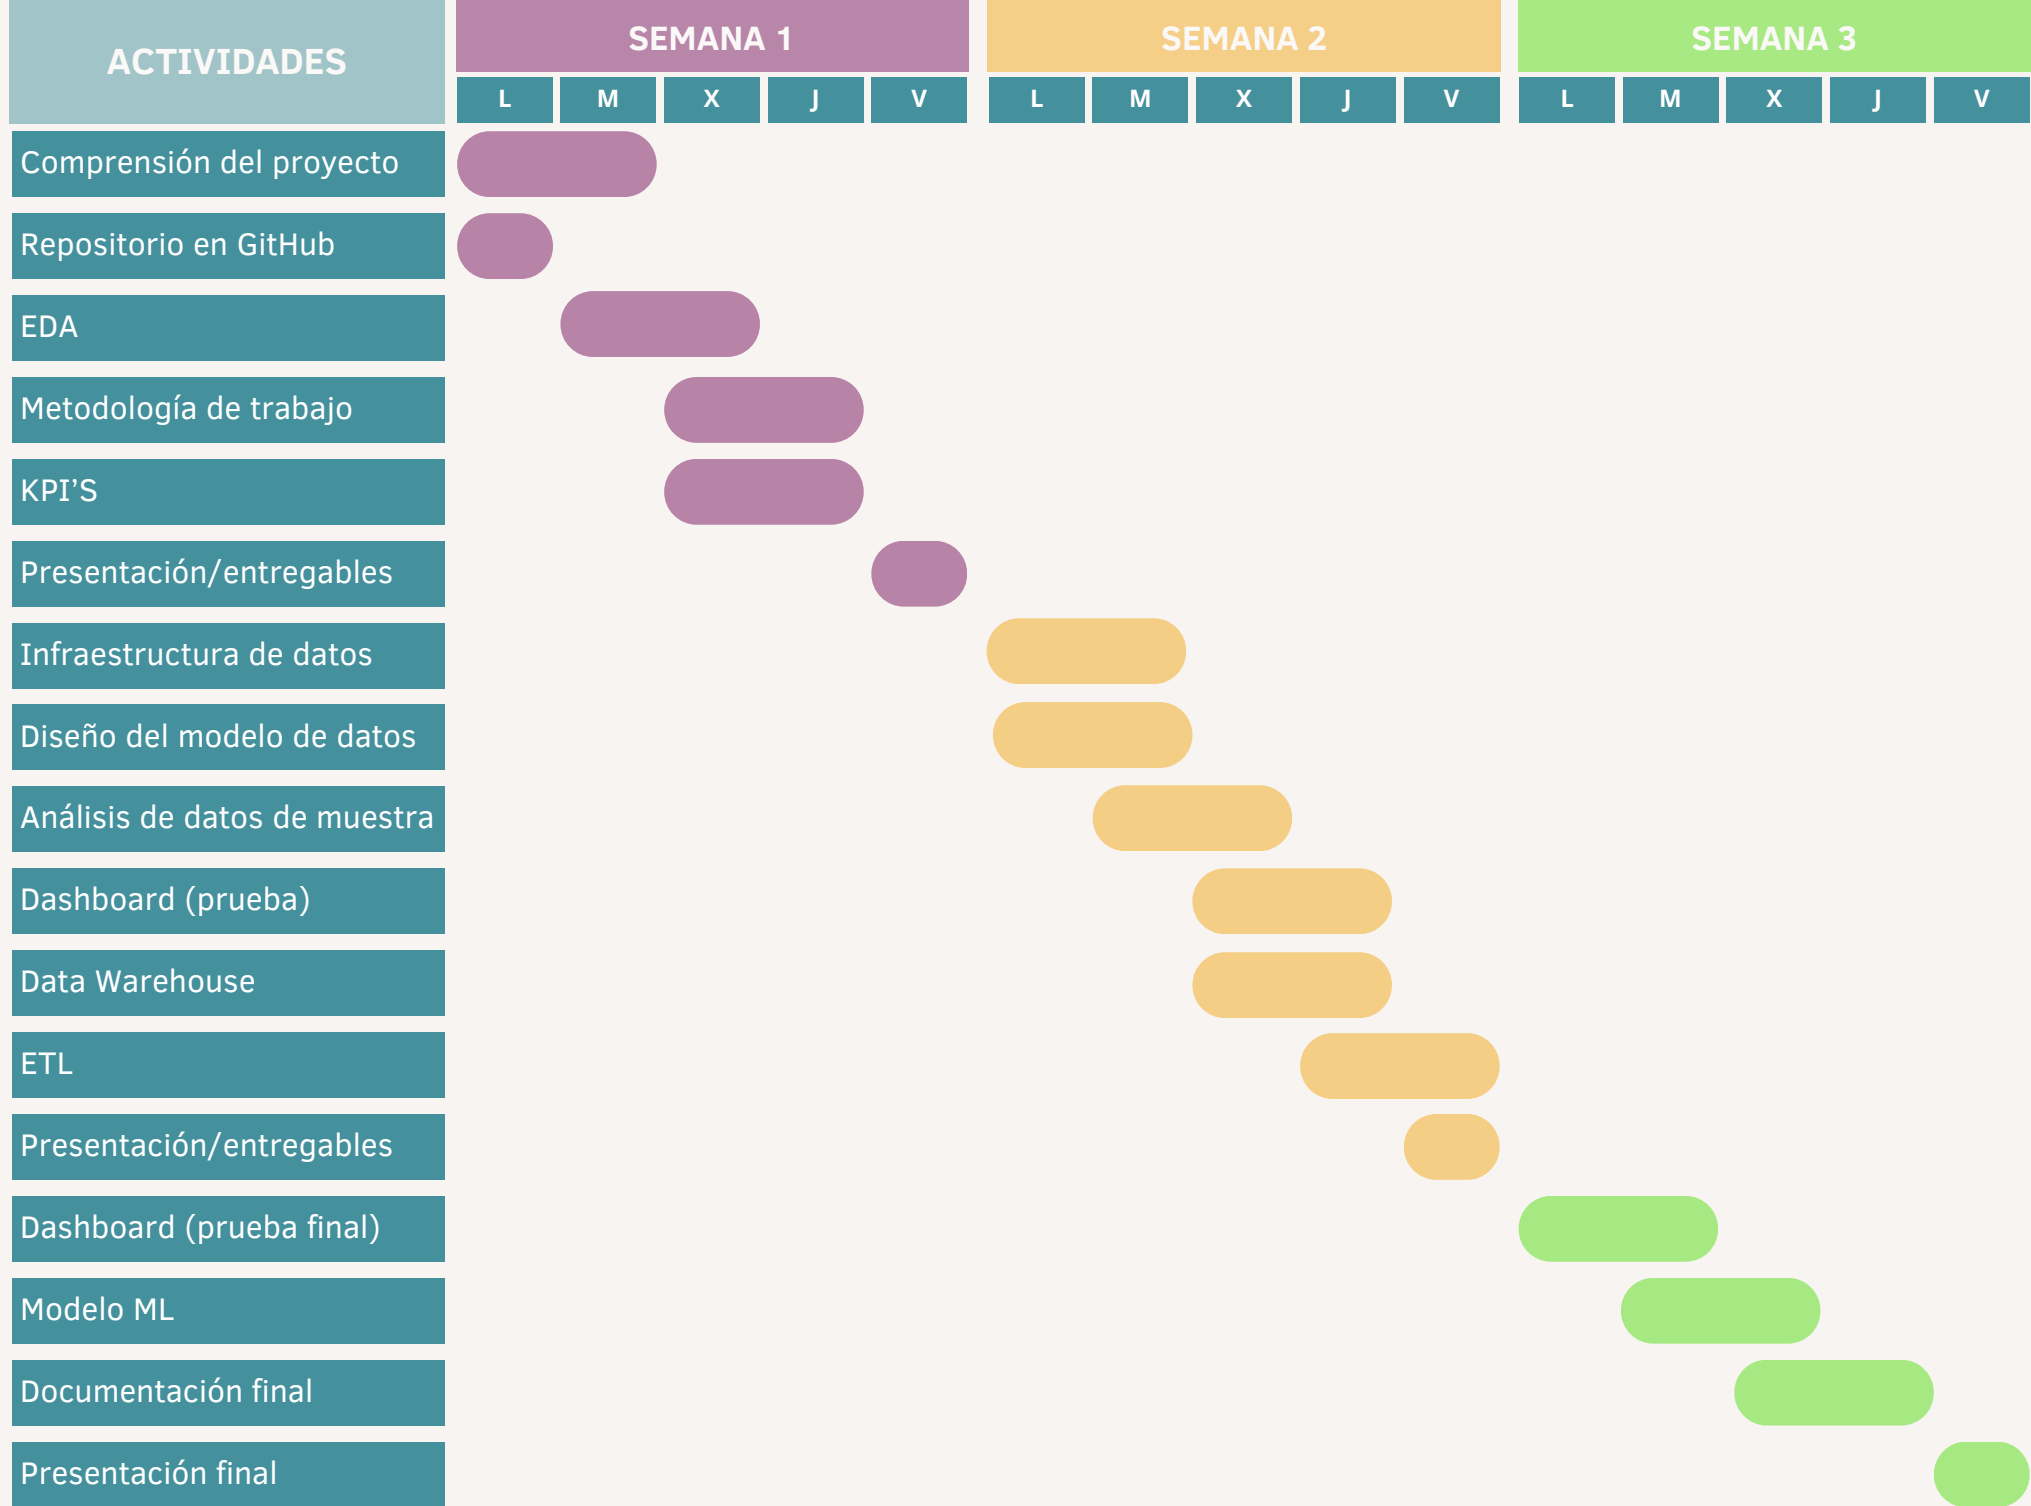 ACTIVIDADES
SEMANA 1
SEMANA 2
SEMANA 3
L M X J V L M X J V L M X J V
Comprensión del proyecto
Repositorio en GitHub
EDA
Metodología de trabajo
KPI’S
Presentación/entregables
Infraestructura de datos
Diseño del modelo de datos
Análisis de datos de muestra
Dashboard (prueba)
Data Warehouse
ETL
Presentación/entregables
Dashboard (prueba final)
Modelo ML
Documentación final
Presentación final